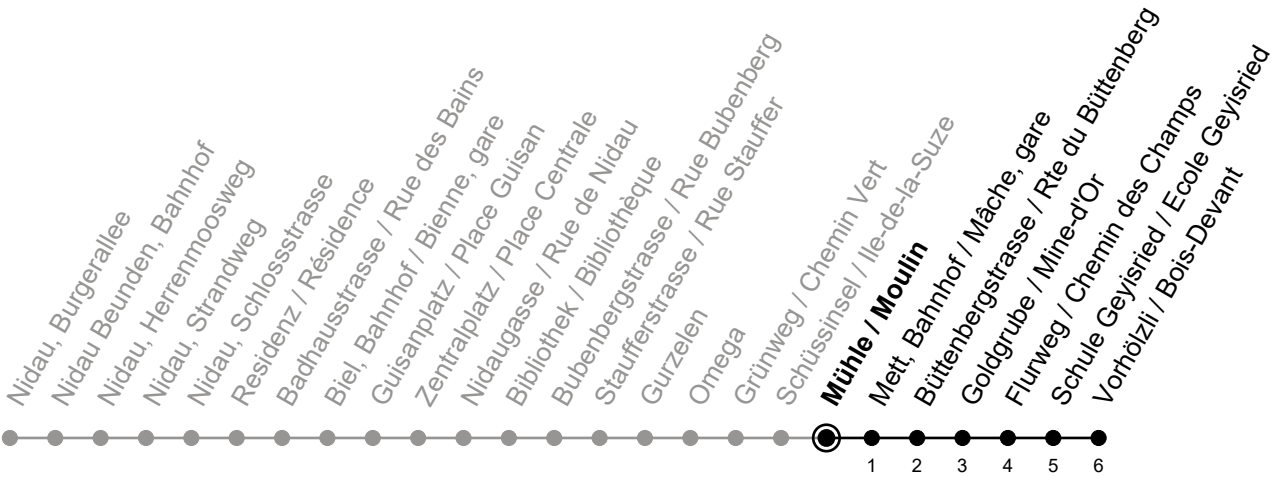 Nidau, Burgerallee
Nidau Beunden, Bahnhof
Nidau, Herrenmoosweg
Nidau, Strandweg
Nidau, Schlossstrasse
Residenz / Résidence
Badhausstrasse / Rue des Bains
Biel, Bahnhof / Bienne, gare
Guisanplatz / Place Guisan
Zentralplatz / Place Centrale
Nidaugasse / Rue de Nidau
Bibliothek / Bibliothèque
Bubenbergstrasse / Rue Bubenberg
Staufferstrasse / Rue Stauffer
Gurzelen
Omega
Grünweg / Chemin Vert
Schüssinsel / Ile-de-la-Suze
Mühle / Moulin
Mett, Bahnhof / Mâche, gare
Büttenbergstrasse / Rte du Büttenberg
Goldgrube / Mine-d'Or
Flurweg / Chemin des Champs
Schule Geyisried / Ecole Geyisried
Vorhölzli / Bois-Devant
1 2 3 4 5 6